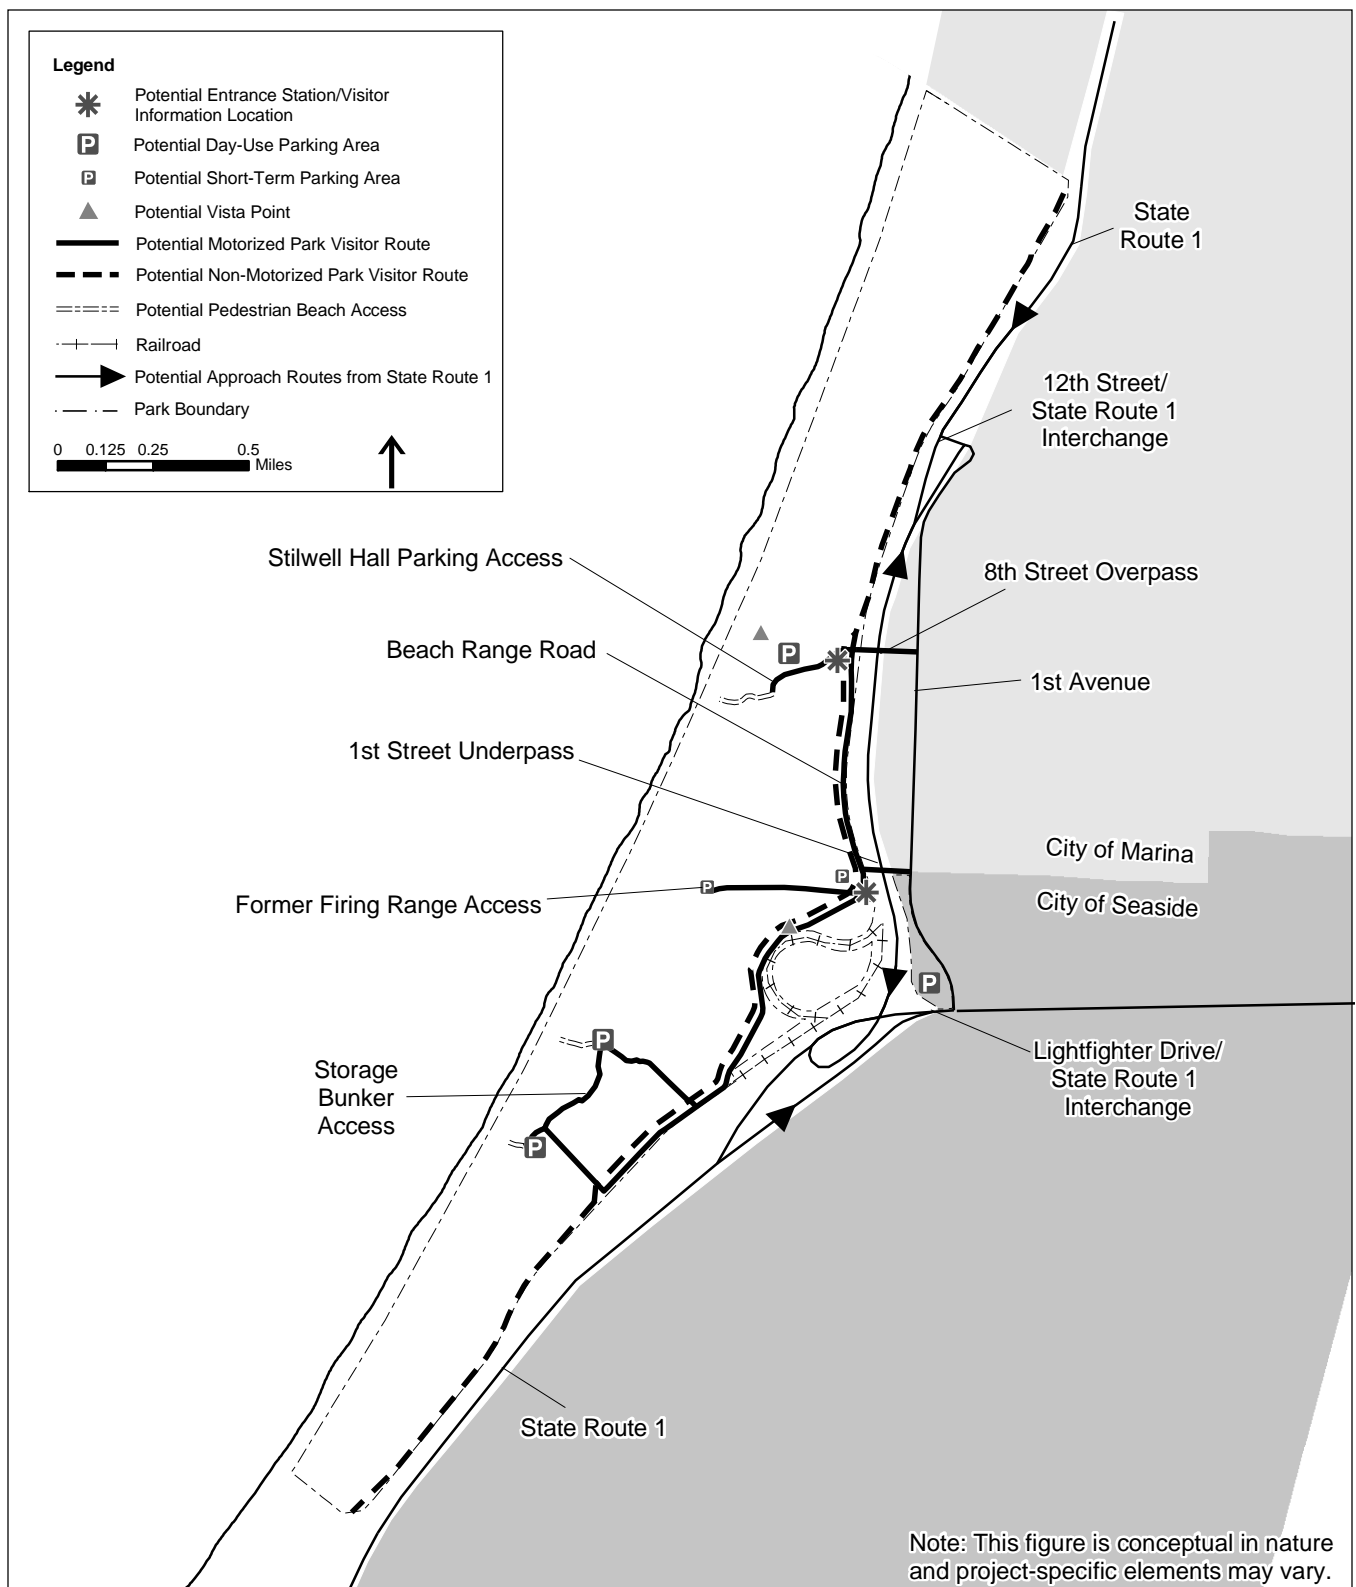 Legend
Potential Entrance Station/Visitor
Information Location
P
Potential Day-Use Parking Area
P
Potential Short-Term Parking Area
Potential Vista Point
Potential Motorized Park Visitor Route
Potential Non-Motorized Park Visitor Route
Potential Pedestrian Beach Access
Railroad
Potential Approach Routes from State Route 1
Park Boundary
0 0.125 0.25 0.5
Miles
State
Route 1
12th Street/
State Route 1
Interchange
Stilwell Hall Parking Access
8th Street Overpass
Beach Range Road
P
1st Avenue
1st Street Underpass
City of Marina
P
P
Former Firing Range Access
City of Seaside
P
P
Storage
Bunker
Access
Lightfighter Drive/
State Route 1
Interchange
P
State Route 1
Note: This figure is conceptual in nature
and project-specific elements may vary.